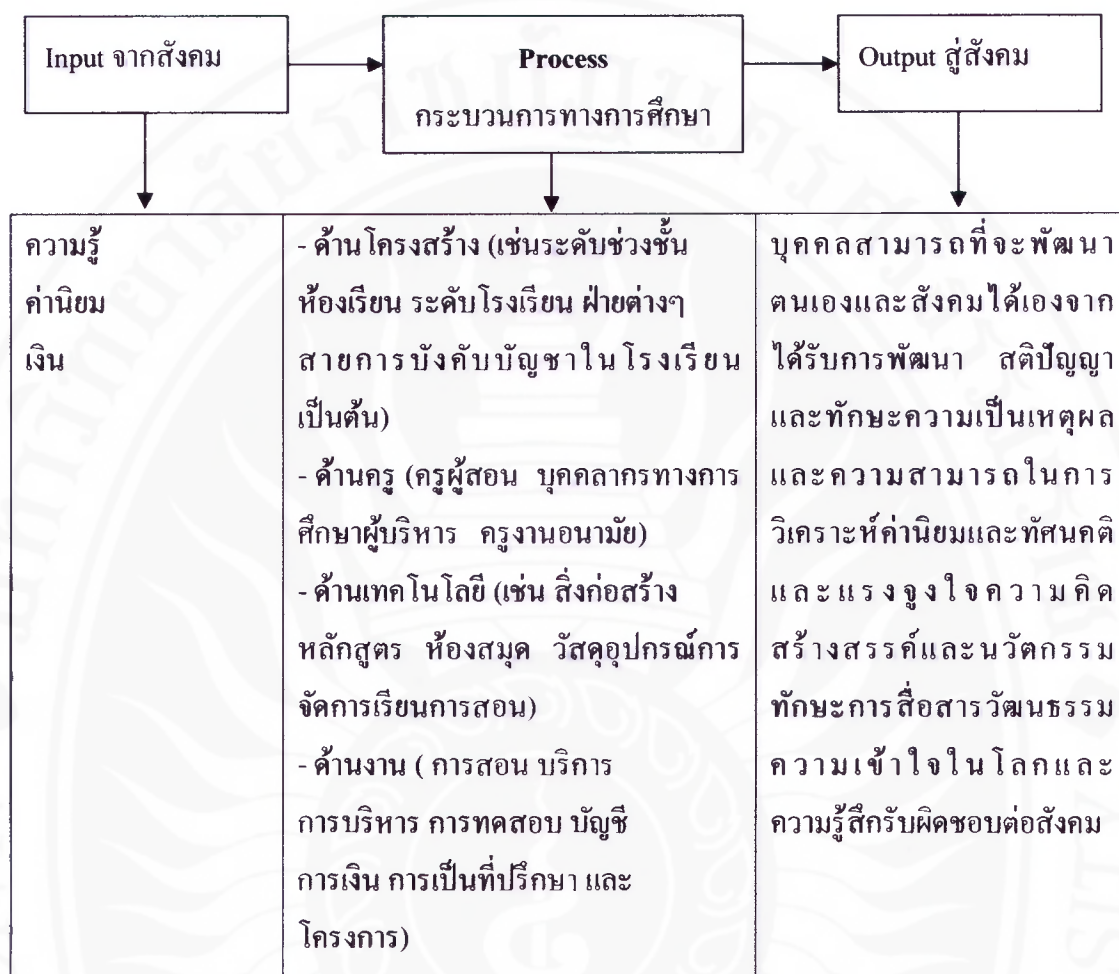 Input จากสังคม
Process
กระบวนการทางการศึกษา
Output สู่สังคม
ความรู้
ค่านิยม
เงิน
- ด้านโครงสร้าง (เช่นระดับช่วงชั้น
ห้องเรียน ระดับโรงเรียน ฝ่ายต่างๆ
สายการบังคับบัญชาในโรงเรียน
เป็นต้น)
- ด้านครู (ครูผู้สอน บุคคลากรทางการ
ศึกษาผู้บริหาร ครูงานอนามัย)
- ด้านเทคโนโลยี (เช่น สิ่งก่อสร้าง
หลักสูตร ห้องสมุด วัสดุอุปกรณ์การ
จัดการเรียนการสอน)
- ด้านงาน ( การสอน บริการ
การบริหาร การทดสอบ บัญชี
การเงิน การเป็นที่ปรึกษา และ
โครงการ)
บุคคลสามารถที่จะพัฒนา
ตนเองและสังคมได้เองจาก
ได้รับการพัฒนา สติปัญญา
และทักษะความเป็นเหตุผล
และความสามารถในการ
วิเคราะห์ค่านิยมและทัศนคติ
และแรงจูงใจความคิด
สร้างสรรค์และนวัตกรรม
ทักษะการสื่อสารวัฒนธรรม
ความเข้าใจในโลกและ
ความรู้สึกรับผิดชอบต่อสังคม